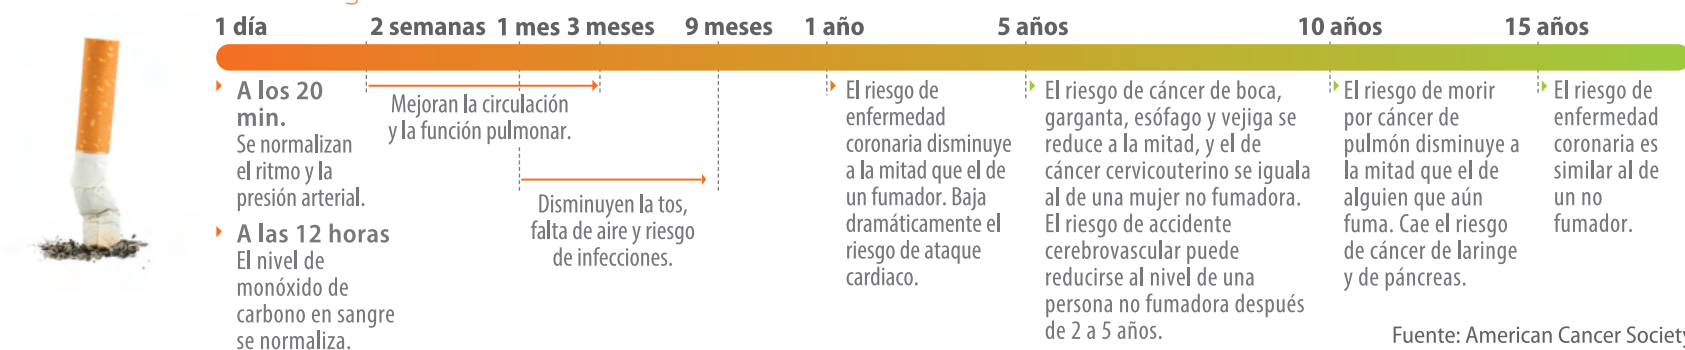 1 día
2 semanas
1 mes
3 meses
9 meses
1 año
5 años
10 años
15 años
A los 20
min.
Se normalizan
el ritmo y la
presión arterial.
A las 12 horas
El nivel de
monóxido de
carbono en sangre
se normaliza.
Mejoran la circulación
y la función pulmonar.
Disminuyen la tos,
falta de aire y riesgo
de infecciones.
El riesgo de
enfermedad
coronaria disminuye
a la mitad que el de
un fumador. Baja
dramáticamente el
riesgo de ataque
cardiaco.
El riesgo de cáncer de boca,
garganta, esófago y vejiga se
reduce a la mitad, y el de
cáncer cervicouterino se iguala
al de una mujer no fumadora.
El riesgo de accidente
cerebrovascular puede
reducirse al nivel de una
persona no fumadora después
de 2 a 5 años.
El riesgo de morir
por cáncer de
pulmón disminuye a
la mitad que el de
alguien que aún
fuma. Cae el riesgo
de cáncer de laringe
y de páncreas.
El riesgo de
enfermedad
coronaria es
similar al de
un no
fumador.
Fuente: American Cancer Society